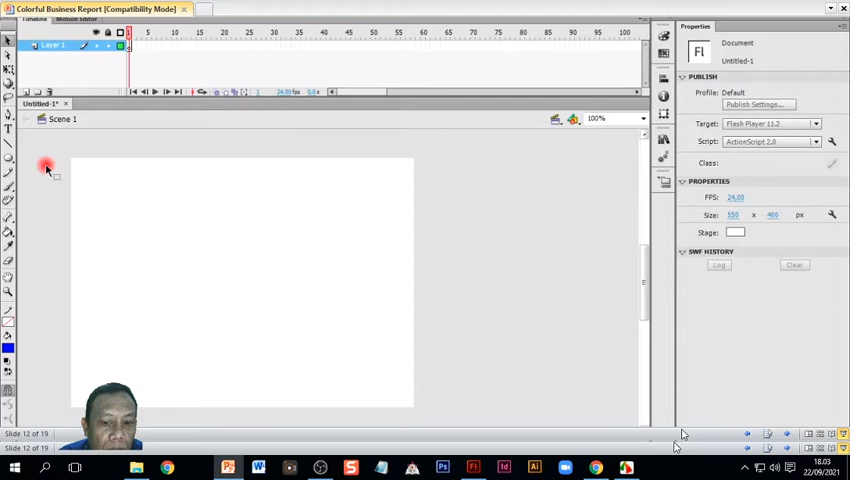 Colorful Business Report [Compatibility Mode]
Timeline Motion Editor
Properties
1 5 10 15 20 25 30 35 40 45 50 55 60 65 70 75 80 85 90 95 100
Layer 1
Document
Untitled-1
PUBLISH
Profile: Default
Publish Settings...
1 24,00fps 0,0s
Untitled-1*
Scene 1
100%
Target: Flash Player 11.2
Script: ActionScript 2.0
Class:
PROPERTIES
FPS: 24,00
Size: 550 x 400 px
Stage:
SWF HISTORY
Log Clear
Slide 12 of 19
Slide 12 of 19
18.03
22/09/2021